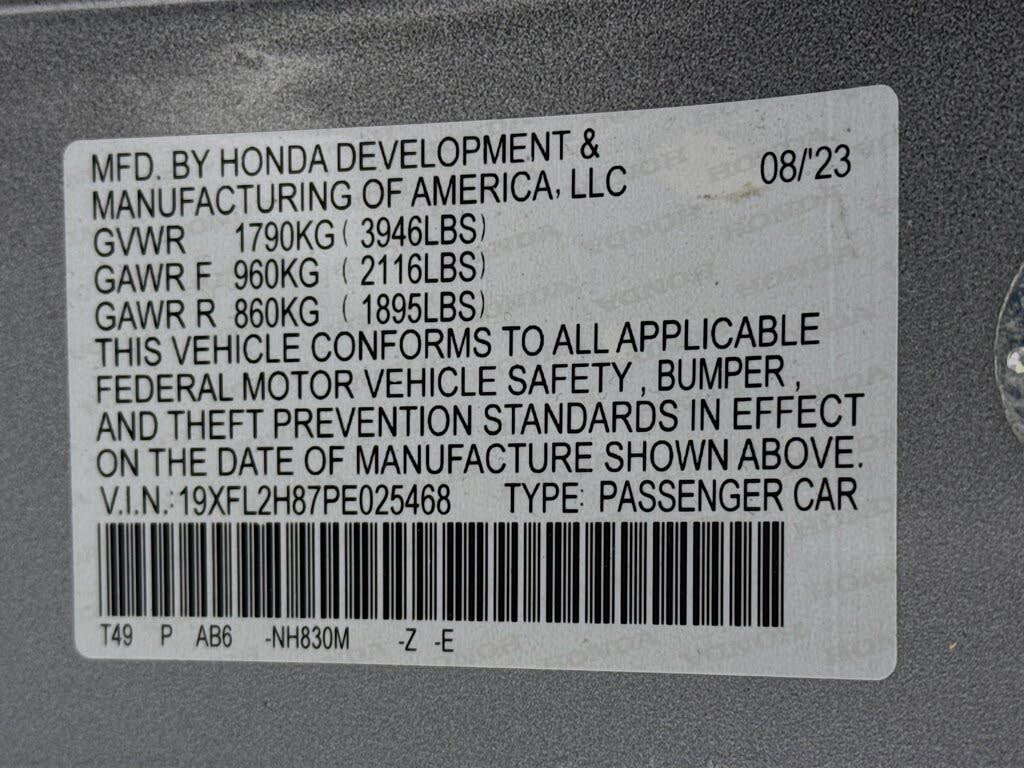 MFD. BY HONDA DEVELOPMENT &
MANUFACTURING OF AMERICA, LLC 08/'23
GVWR 1790KG ( 3946LBS)
GAWR F 960KG ( 2116LBS)
GAWR R 860KG ( 1895LBS)
THIS VEHICLE CONFORMS TO ALL APPLICABLE
FEDERAL MOTOR VEHICLE SAFETY , BUMPER ,
AND THEFT PREVENTION STANDARDS IN EFFECT
ON THE DATE OF MANUFACTURE SHOWN ABOVE.
V.I.N.: 19XFL2H87PE025468 TYPE: PASSENGER CAR
T49 P AB6 -NH830M -Z -E